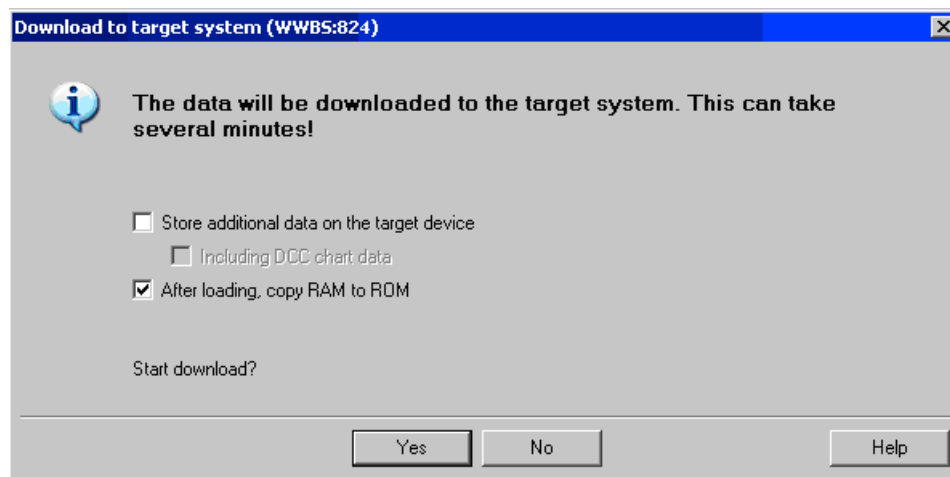 Download to target system (WWBS:824)
The data will be downloaded to the target system. This can take
several minutes!
Store additional data on the target device
Including DCC chart data
After loading, copy RAM to ROM
Start download?
Yes No Help